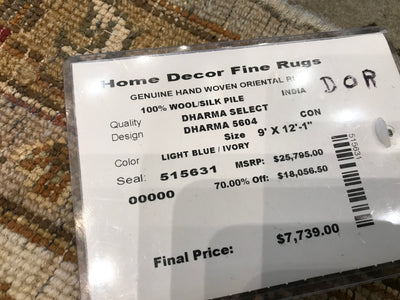 Home Decor Fine Rugs
GENUINE HAND WOVEN ORIENTAL
100% WOOL/SILK PILE INDIA
DOR
Quality DHARMA SELECT
Design DHARMA 5604 CON
Size 9' X 12'-1"
Color LIGHT BLUE / IVORY
Seal: 515631 MSRP: $25,795.00
00000 70.00% Off: $18,056.50
Final Price: $7,739.00
515631